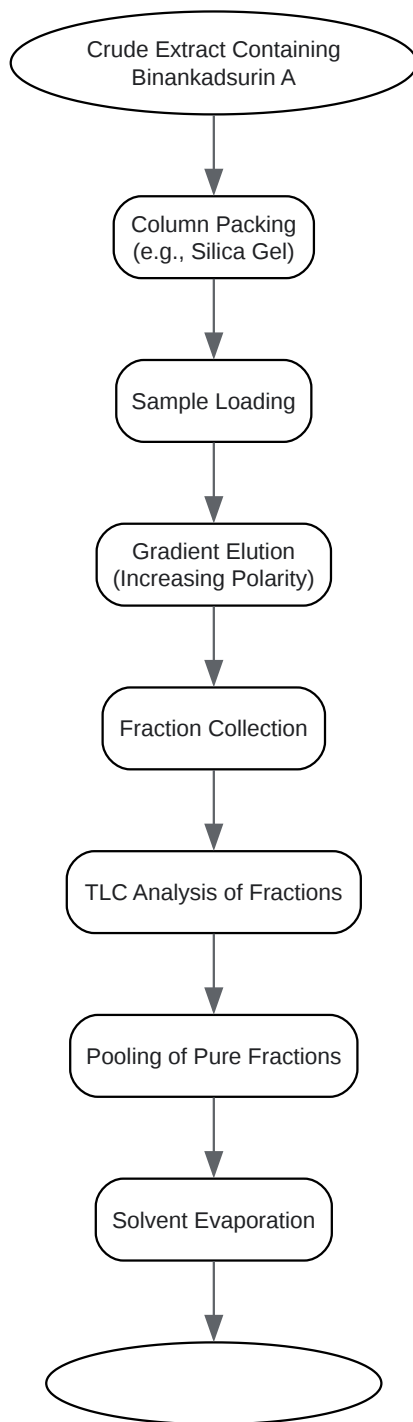 Crude Extract Containing
Binankadsurin A
Column Packing
(e.g., Silica Gel)
Sample Loading
Gradient Elution
(Increasing Polarity)
Fraction Collection
TLC Analysis of Fractions
Pooling of Pure Fractions
Solvent Evaporation